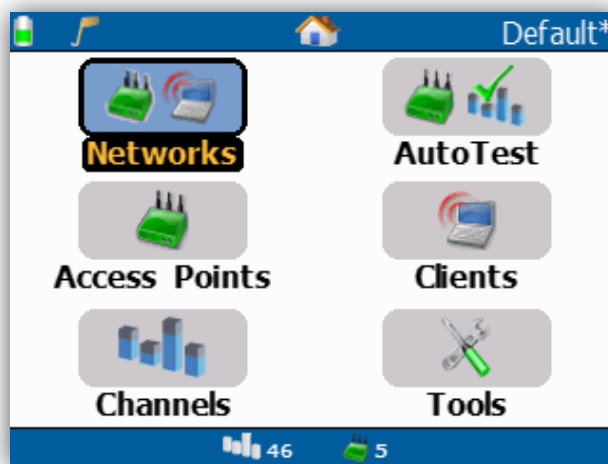 Default*
Networks
AutoTest
Access Points
Clients
Channels
Tools
46
5